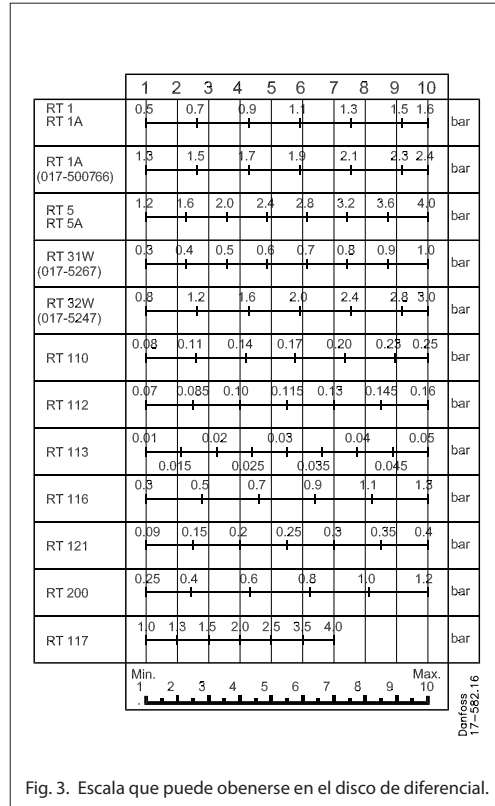 1 2 3 4 5 6 7 8 9 10
RT 1
RT 1A
0.5 0.7 0.9 1.1 1.3 1.5 1.6
bar
RT 1A
(017-500766)
1.3 1.5 1.7 1.9 2.1 2.3 2.4
bar
RT 5
RT 5A
1.2 1.6 2.0 2.4 2.8 3.2 3.6 4.0
bar
RT 31W
(017-5267)
0.3 0.4 0.5 0.6 0.7 0.8 0.9 1.0
bar
RT 32W
(017-5247)
0.8 1.2 1.6 2.0 2.4 2.8 3.0
bar
RT 110
0.08 0.11 0.14 0.17 0.20 0.23 0.25
bar
RT 112
0.07 0.085 0.10 0.115 0.13 0.145 0.16
bar
RT 113
0.01 0.02 0.03 0.04 0.05
0.015 0.025 0.035 0.045
bar
RT 116
0.3 0.5 0.7 0.9 1.1 1.3
bar
RT 121
0.09 0.15 0.2 0.25 0.3 0.35 0.4
bar
RT 200
0.25 0.4 0.6 0.8 1.0 1.2
bar
RT 117
1.0 1.3 1.5 2.0 2.5 3.5 4.0
bar
Min. Max.
1 2 3 4 5 6 7 8 9 10
Danfoss
17-582.16
Fig. 3. Escala que puede obenerse en el disco de diferencial.